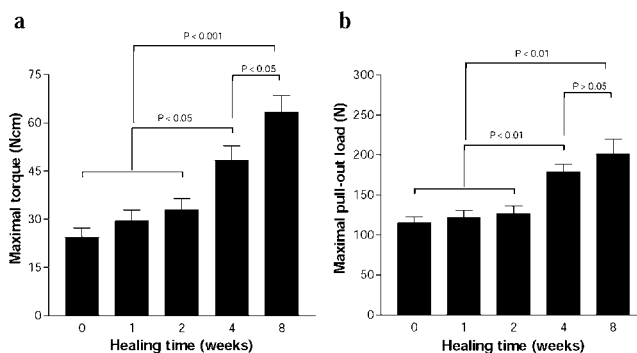 a
P < 0.001
P < 0.05
P < 0.05
Maximal torque (Ncm)
75
60
45
30
15
0
0 1 2 4 8
Healing time (weeks)
b
P < 0.01
P > 0.05
P < 0.01
Maximal pull-out load (N)
300
250
200
150
100
50
0
0 1 2 4 8
Healing time (weeks)